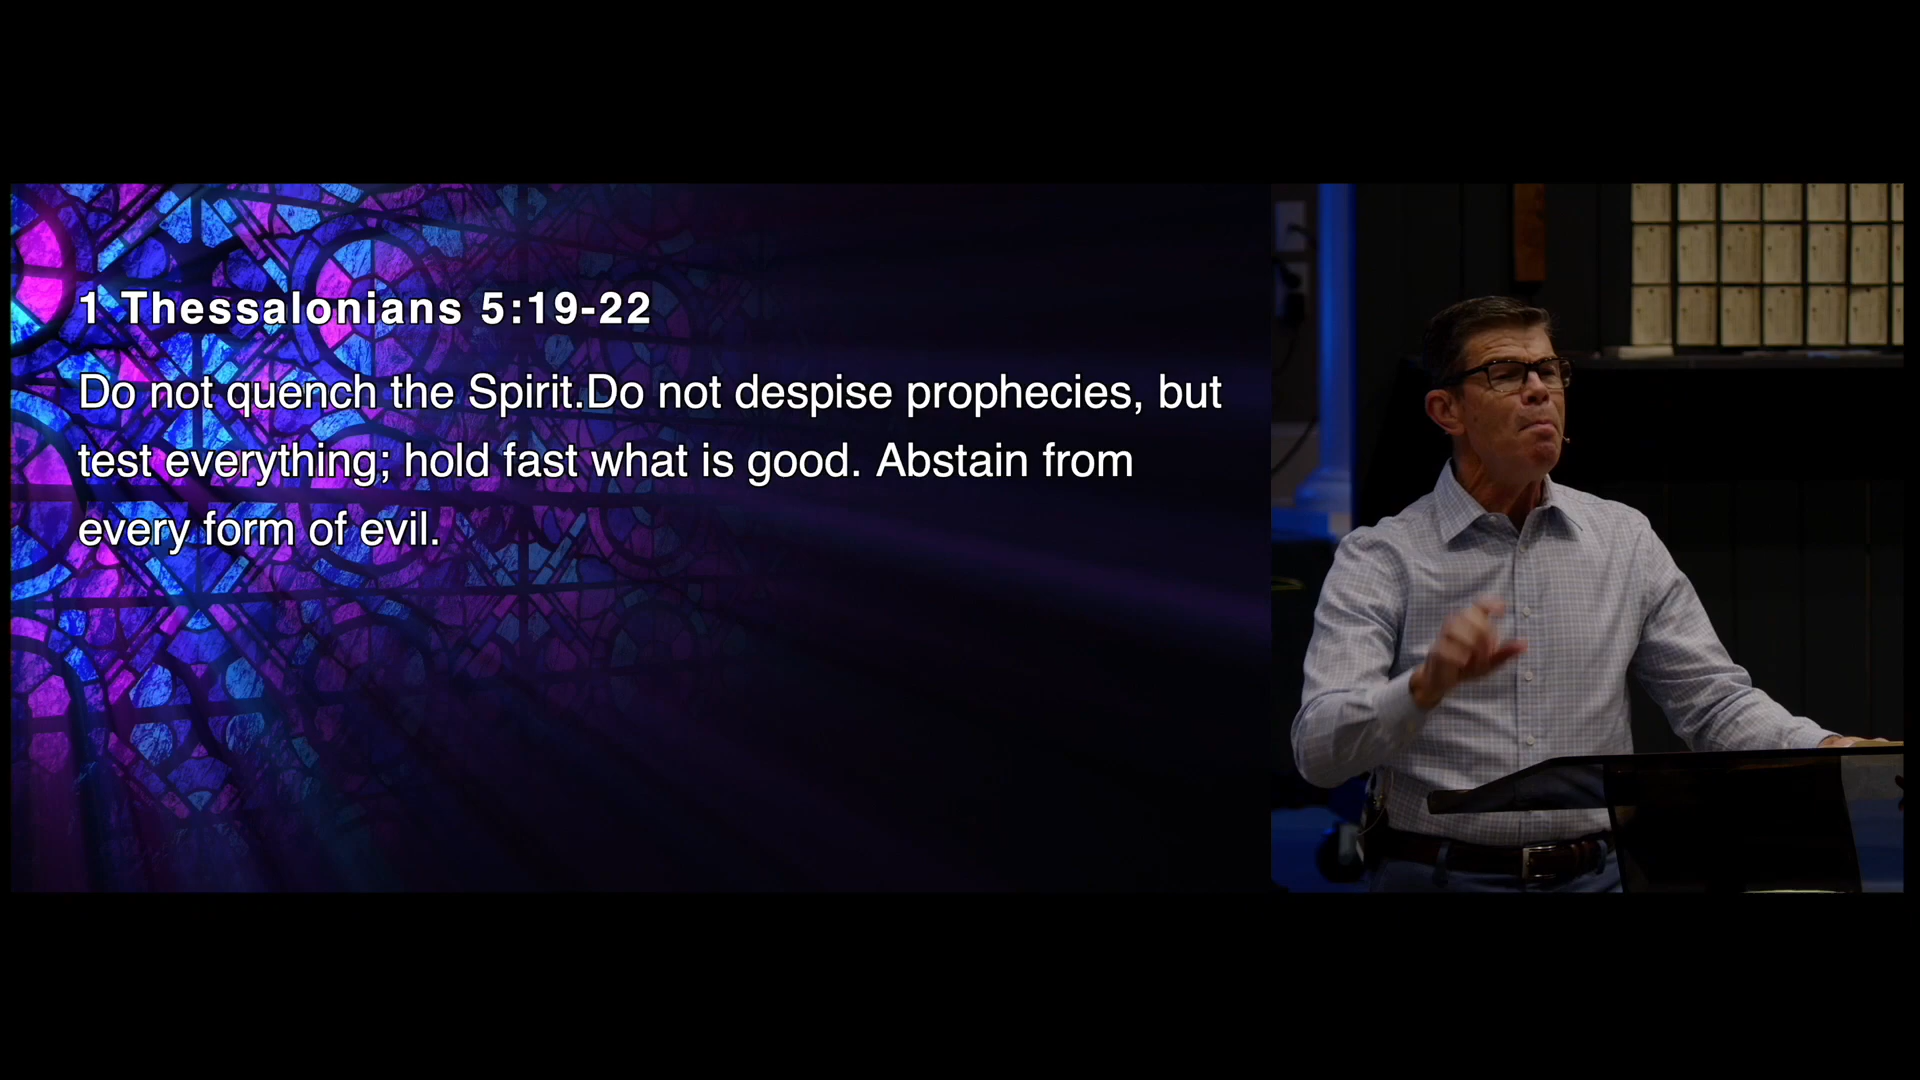 1 Thessalonians 5:19-22
Do not quench the Spirit.Do not despise prophecies, but
test everything; hold fast what is good. Abstain from
every form of evil.